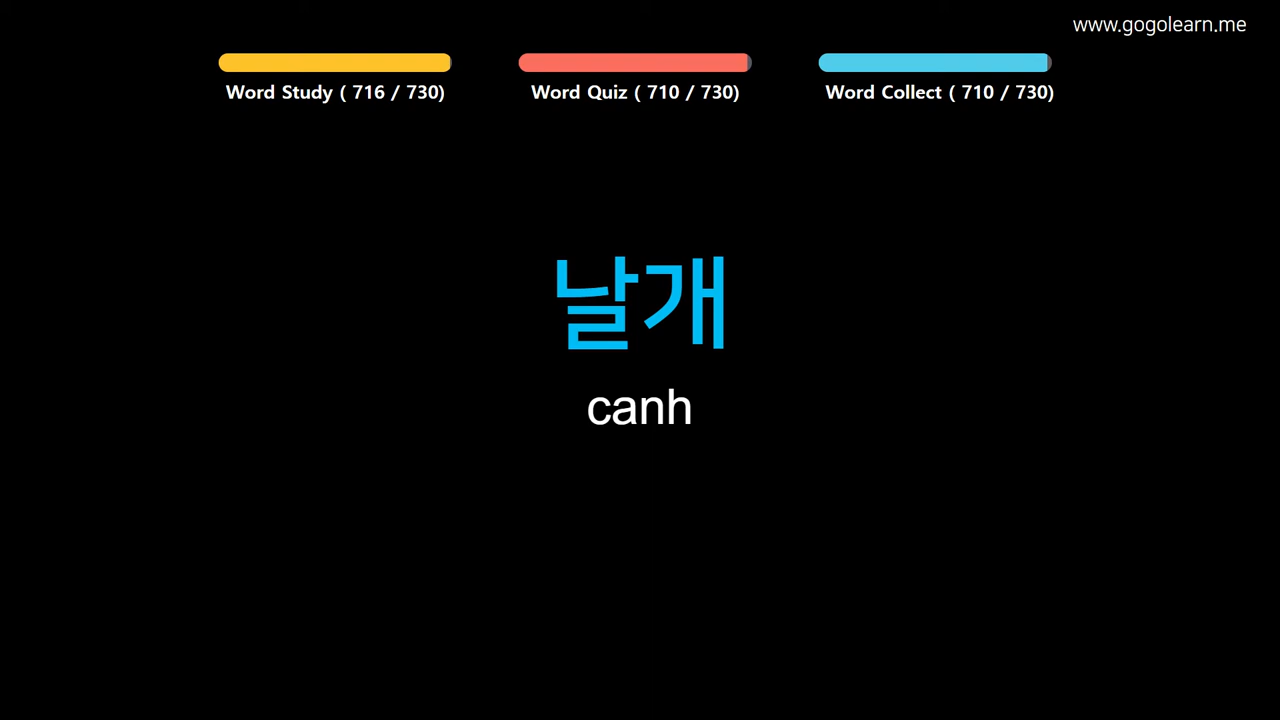 www.gogolearn.me
Word Study ( 716 / 730)
Word Quiz ( 710 / 730)
Word Collect ( 710 / 730)
날개
canh